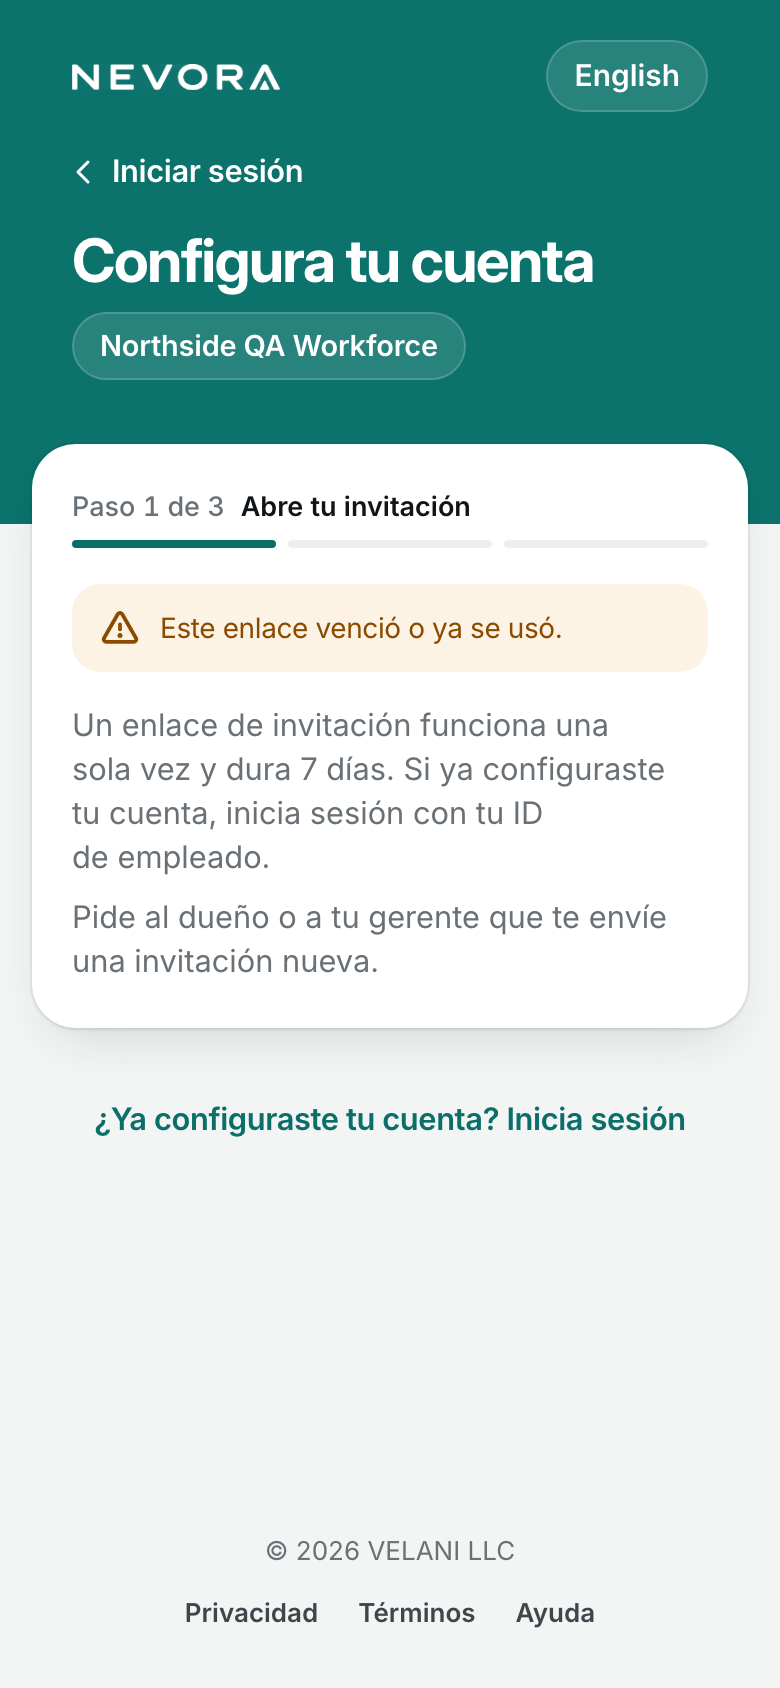 NEVORA
English
Iniciar sesión
Configura tu cuenta
Northside QA Workforce
Paso 1 de 3 Abre tu invitación
Este enlace venció o ya se usó.
Un enlace de invitación funciona una
sola vez y dura 7 días. Si ya configuraste
tu cuenta, inicia sesión con tu ID
de empleado.
Pide al dueño o a tu gerente que te envíe
una invitación nueva.
¿Ya configuraste tu cuenta? Inicia sesión
© 2026 VELANI LLC
Privacidad Términos Ayuda